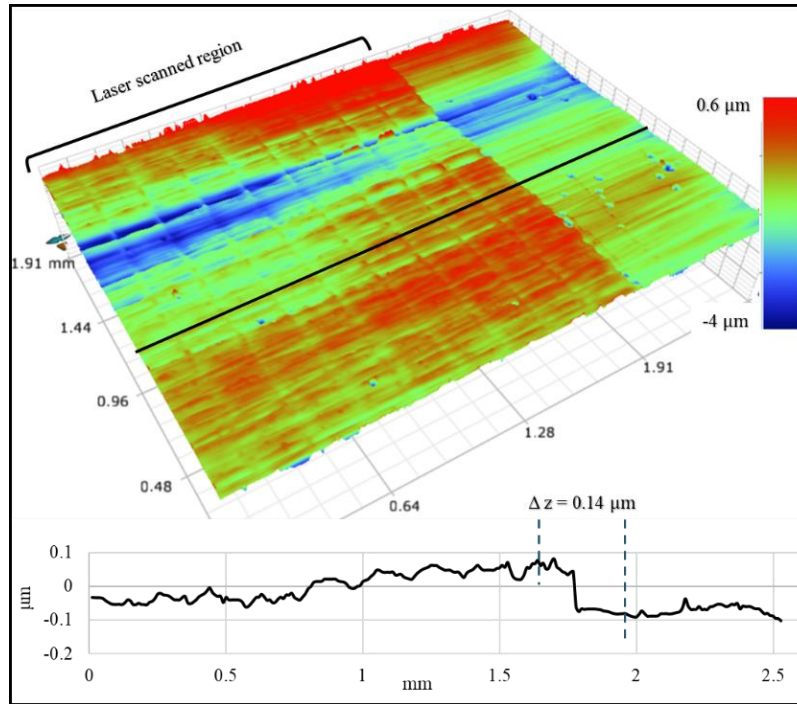 Laser scanned region
0.6 µm
-4 µm
1.91 mm
1.44
0.96
0.48
0.64
1.28
1.91
Δ z = 0.14 µm
µm
0.1
0
-0.1
-0.2
0 0.5 1 1.5 2 2.5
mm